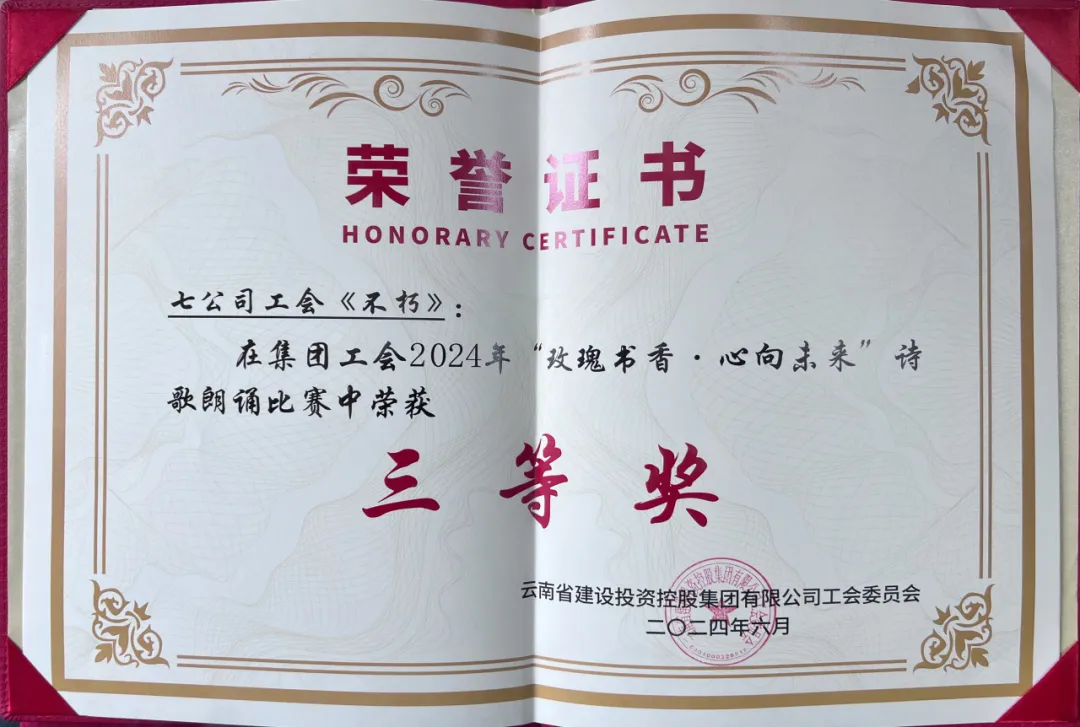 荣誉证书
HONORARY CERTIFICATE
七公司工会《不朽》：
在集团工会2024年“玫瑰书香·心向未来”诗
歌朗诵比赛中荣获
三等奖
云南省建设投资控股集团有限公司工会委员会
二〇二四年六月